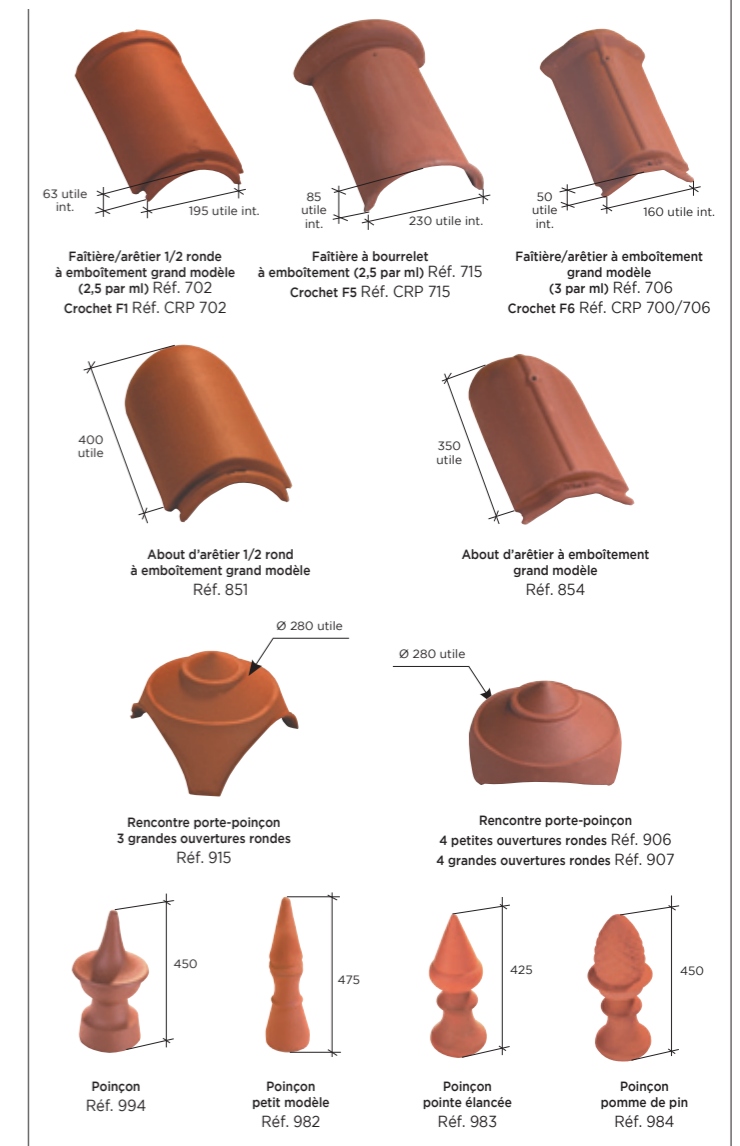 63 utile
int.
195 utile int.
85
utile
int.
230 utile int.
50
utile
int.
160 utile int.
Faîtière/arêtier 1/2 ronde
à emboîtement grand modèle
(2,5 par ml) Réf. 702
Crochet F1 Réf. CRP 702
Faîtière à bourrelet
à emboîtement (2,5 par ml) Réf. 715
Crochet F5 Réf. CRP 715
Faîtière/arêtier à emboîtement
grand modèle
(3 par ml) Réf. 706
Crochet F6 Réf. CRP 700/706
400
utile
350
utile
About d'arêtier 1/2 rond
à emboîtement grand modèle
Réf. 851
About d'arêtier à emboîtement
grand modèle
Réf. 854
Ø 280 utile
Ø 280 utile
Rencontre porte-poinçon
3 grandes ouvertures rondes
Réf. 915
Rencontre porte-poinçon
4 petites ouvertures rondes Réf. 906
4 grandes ouvertures rondes Réf. 907
450
475
425
450
Poinçon
Réf. 994
Poinçon
petit modèle
Réf. 982
Poinçon
pointe élancée
Réf. 983
Poinçon
pomme de pin
Réf. 984